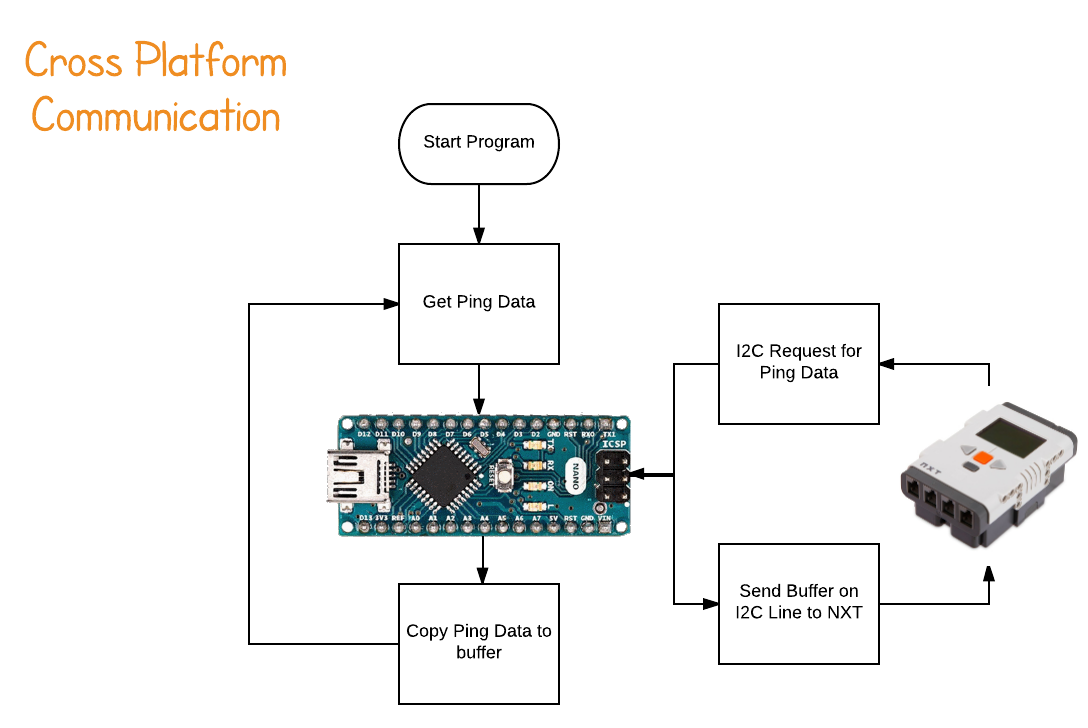 Cross Platform
Communication
Start Program
Get Ping Data
I2C Request for
Ping Data
D12 D11 D10 D9 D8 D7 D6 D5 D4 D3 D2 GND RST RX0 TX1
ICSP
TX
RX
ON
L
RESET
NANO
D13 3V3 REF A0 A1 A2 A3 A4 A5 A6 A7 5V RST GND VIN
NXT
Send Buffer on
I2C Line to NXT
Copy Ping Data to
buffer